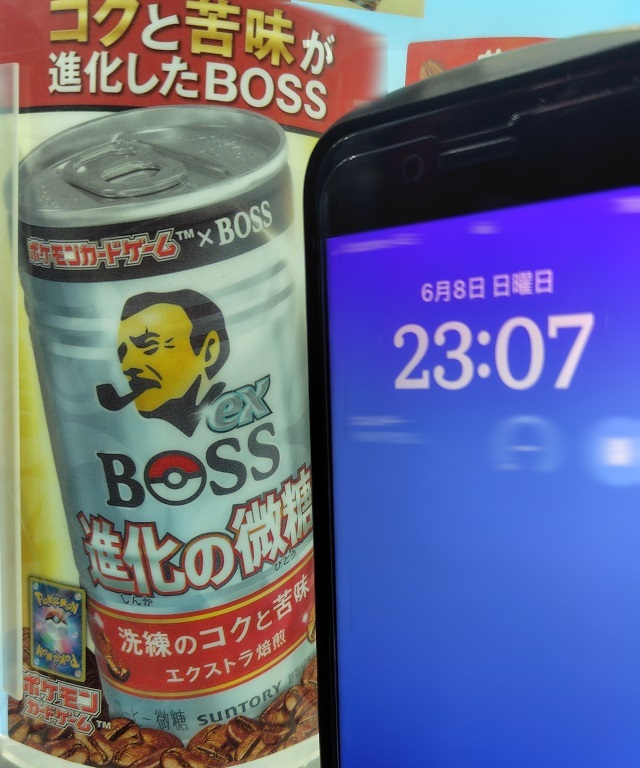 コクと苦味が
進化したBOSS
ポケモンカードゲーム™×BOSS
ex
BOSS
進化の微糖
しんか
びとう
洗練のコクと苦味
エクストラ焙煎
微糖 SUNTORY
POKÉMON
POKÉMON
ポケモン
カードゲーム™
6月8日 日曜日
23:07